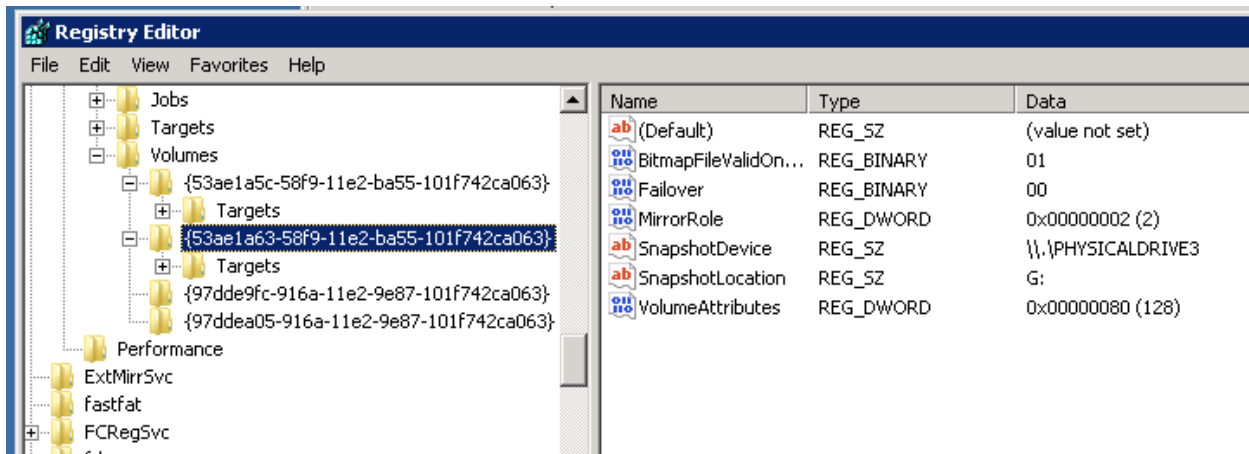 Registry Editor
File Edit View Favorites Help
Jobs
Targets
Volumes
{53ae1a5c-58f9-11e2-ba55-101f742ca063}
Targets
{53ae1a63-58f9-11e2-ba55-101f742ca063}
Targets
{97dde9fc-916a-11e2-9e87-101f742ca063}
{97ddea05-916a-11e2-9e87-101f742ca063}
Performance
ExtMirrSvc
fastfat
FCRegSvc
Name Type Data
(Default) REG_SZ (value not set)
BitmapFileValidOn... REG_BINARY 01
Failover REG_BINARY 00
MirrorRole REG_DWORD 0x00000002 (2)
SnapshotDevice REG_SZ \\.\PHYSICALDRIVE3
SnapshotLocation REG_SZ G:
VolumeAttributes REG_DWORD 0x00000080 (128)